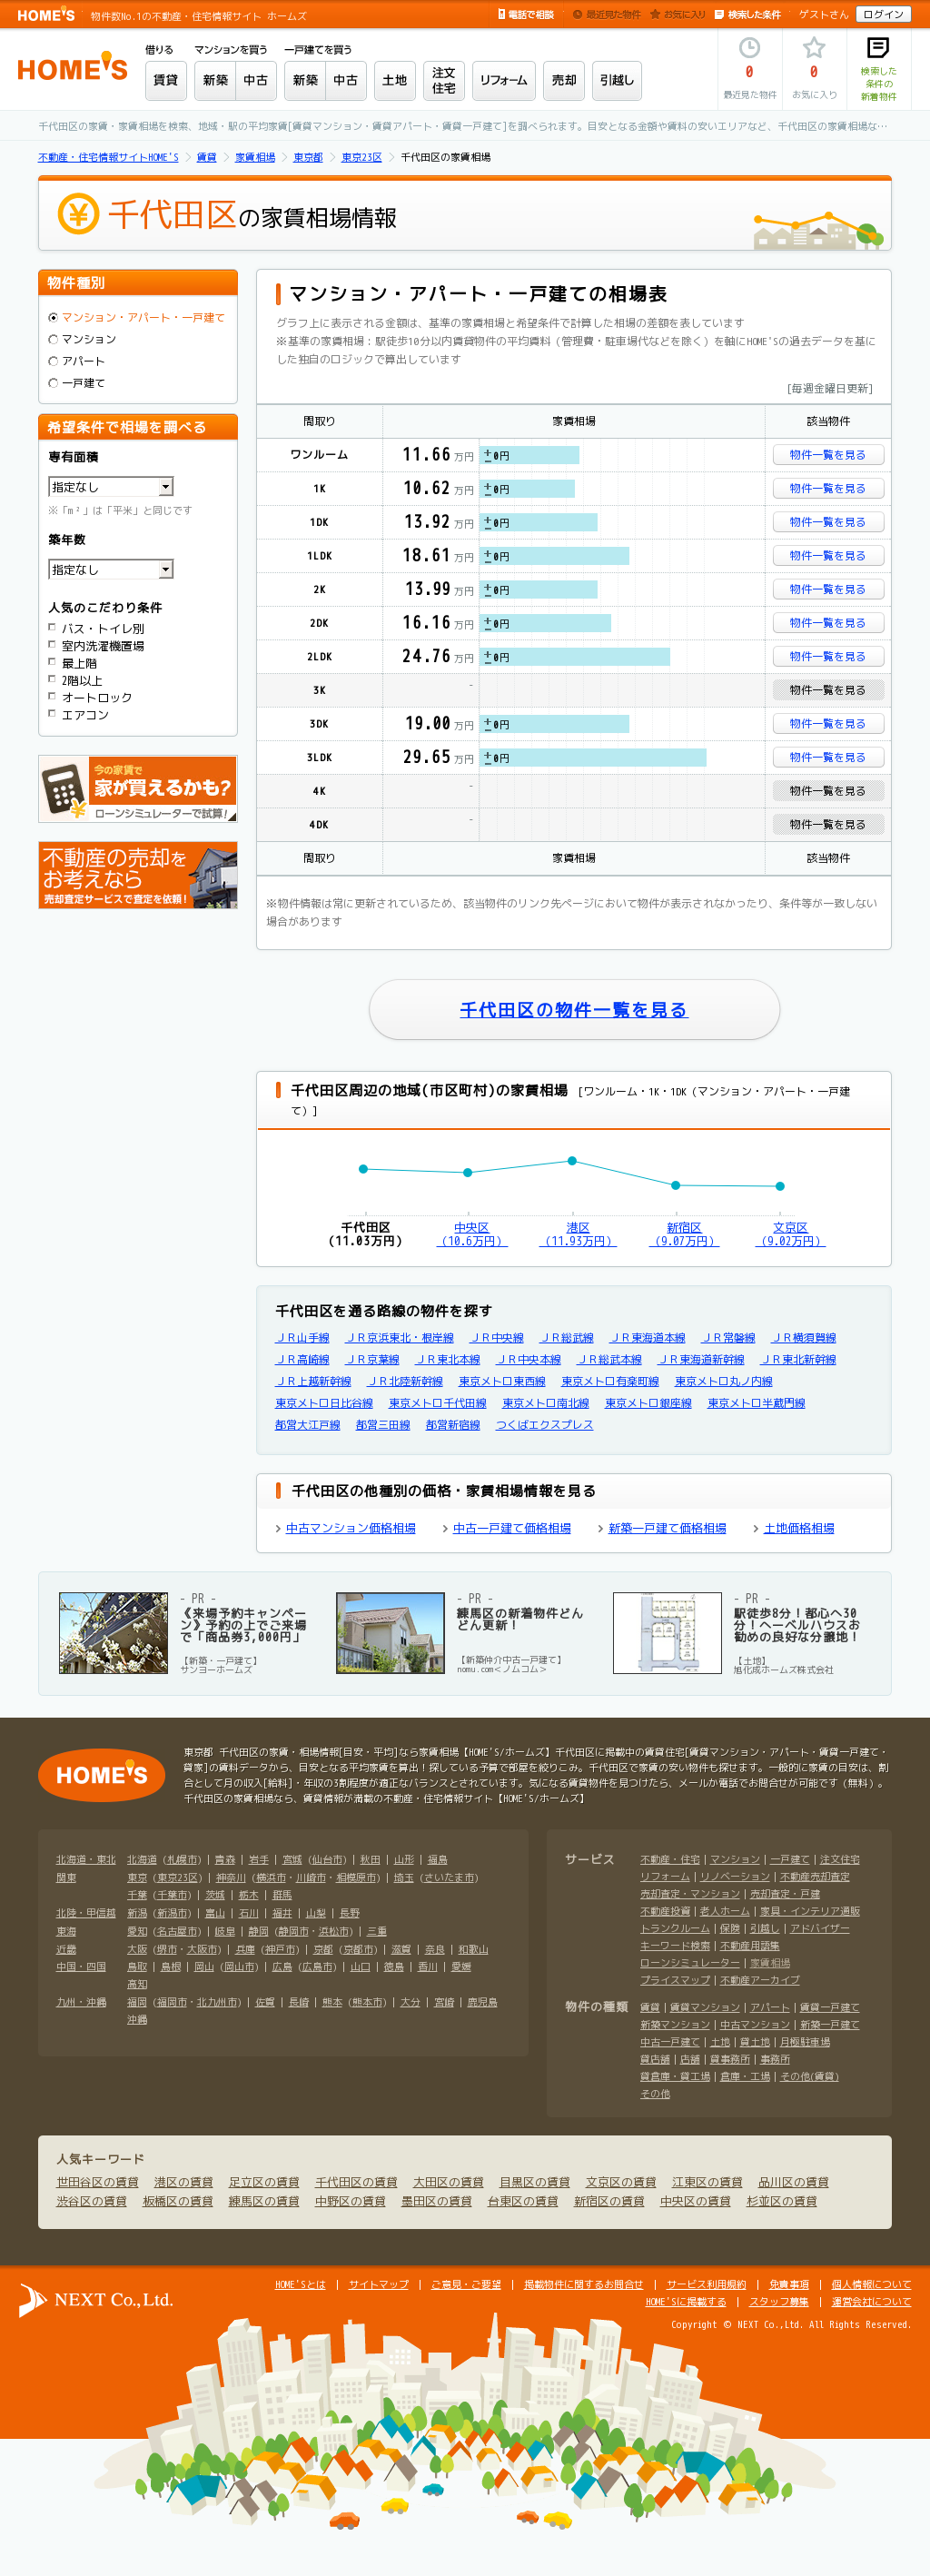 HOME'S 物件数No.1の不動産・住宅情報サイト ホームズ
電話で相談 最近見た物件 お気に入り 検索した条件 ゲストさん ログイン
HOME'S
借りる マンションを買う 一戸建てを買う
賃貸 新築 中古 新築 中古 土地 注文住宅 リフォーム 売却 引越し
0 最近見た物件
0 お気に入り
検索した条件の新着物件
千代田区の家賃・家賃相場を検索、地域・駅の平均家賃[賃貸マンション・賃貸アパート・賃貸一戸建て]を調べられます。目安となる金額や賃料の安いエリアなど、千代田区の家賃相場な…
不動産・住宅情報サイトHOME'S 賃貸 家賃相場 東京都 東京23区 千代田区の家賃相場
千代田区の家賃相場情報
物件種別
マンション・アパート・一戸建て
マンション
アパート
一戸建て
希望条件で相場を調べる
専有面積
指定なし
※「m²」は「平米」と同じです
築年数
指定なし
人気のこだわり条件
バス・トイレ別
室内洗濯機置場
最上階
2階以上
オートロック
エアコン
今の家賃で
家が買えるかも?
ローンシミュレーターで試算!
不動産の売却を
お考えなら
売却査定サービスで査定を依頼!
マンション・アパート・一戸建ての相場表
グラフ上に表示される金額は、基準の家賃相場と希望条件で計算した相場の差額を表しています
※基準の家賃相場：駅徒歩10分以内賃貸物件の平均賃料（管理費・駐車場代などを除く）を軸にHOME'Sの過去データを基に
した独自のロジックで算出しています
[毎週金曜日更新]
間取り 家賃相場 該当物件
ワンルーム 11.66 万円 ±0円 物件一覧を見る
1K 10.62 万円 ±0円 物件一覧を見る
1DK 13.92 万円 ±0円 物件一覧を見る
1LDK 18.61 万円 ±0円 物件一覧を見る
2K 13.99 万円 ±0円 物件一覧を見る
2DK 16.16 万円 ±0円 物件一覧を見る
2LDK 24.76 万円 ±0円 物件一覧を見る
3K - 物件一覧を見る
3DK 19.00 万円 ±0円 物件一覧を見る
3LDK 29.65 万円 ±0円 物件一覧を見る
4K - 物件一覧を見る
4DK - 物件一覧を見る
間取り 家賃相場 該当物件
※物件情報は常に更新されているため、該当物件のリンク先ページにおいて物件が表示されなかったり、条件等が一致しない
場合があります
千代田区の物件一覧を見る
千代田区周辺の地域(市区町村)の家賃相場 [ワンルーム・1K・1DK（マンション・アパート・一戸建
て）]
千代田区 中央区 港区 新宿区 文京区
(11.03万円) (10.6万円) (11.93万円) (9.07万円) (9.02万円)
千代田区を通る路線の物件を探す
ＪＲ山手線 ＪＲ京浜東北・根岸線 ＪＲ中央線 ＪＲ総武線 ＪＲ東海道本線 ＪＲ常磐線 ＪＲ横須賀線
ＪＲ高崎線 ＪＲ京葉線 ＪＲ東北本線 ＪＲ中央本線 ＪＲ総武本線 ＪＲ東海道新幹線 ＪＲ東北新幹線
ＪＲ上越新幹線 ＪＲ北陸新幹線 東京メトロ東西線 東京メトロ有楽町線 東京メトロ丸ノ内線
東京メトロ日比谷線 東京メトロ千代田線 東京メトロ南北線 東京メトロ銀座線 東京メトロ半蔵門線
都営大江戸線 都営三田線 都営新宿線 つくばエクスプレス
千代田区の他種別の価格・家賃相場情報を見る
中古マンション価格相場 中古一戸建て価格相場 新築一戸建て価格相場 土地価格相場
- PR -
《来場予約キャンペー
ン》予約の上でご来場
で「商品券3,000円」
【新築・一戸建て】
サンヨーホームズ
- PR -
練馬区の新着物件どん
どん更新！
【新築仲介中古一戸建て】
nomu.com＜ノムコム＞
- PR -
駅徒歩8分！都心へ30
分！ヘーベルハウスお
勧めの良好な分譲地！
【土地】
旭化成ホームズ株式会社
HOME'S
東京都 千代田区の家賃・相場情報[目安・平均]なら家賃相場【HOME'S/ホームズ】千代田区に掲載中の賃貸住宅[賃貸マンション・アパート・賃貸一戸建て・
貸家]の賃料データから、目安となる平均家賃を算出！探している予算で部屋を絞りこみ。千代田区で家賃の安い物件も探せます。一般的に家賃の目安は、割
合として月の収入[給料]・年収の3割程度が適正なバランスとされています。気になる賃貸物件を見つけたら、メールか電話でお問合せが可能です（無料）。
千代田区の家賃相場なら、賃貸情報が満載の不動産・住宅情報サイト【HOME'S/ホームズ】
北海道・東北 北海道 (札幌市) | 青森 | 岩手 | 宮城 (仙台市) | 秋田 | 山形 | 福島
関東 東京 (東京23区) | 神奈川 (横浜市・川崎市・相模原市) | 埼玉 (さいたま市)
千葉 (千葉市) | 茨城 | 栃木 | 群馬
北陸・甲信越 新潟 (新潟市) | 富山 | 石川 | 福井 | 山梨 | 長野
東海 愛知 (名古屋市) | 岐阜 | 静岡 (静岡市・浜松市) | 三重
近畿 大阪 (堺市・大阪市) | 兵庫 (神戸市) | 京都 (京都市) | 滋賀 | 奈良 | 和歌山
中国・四国 鳥取 | 島根 | 岡山 (岡山市) | 広島 (広島市) | 山口 | 徳島 | 香川 | 愛媛
高知
九州・沖縄 福岡 (福岡市・北九州市) | 佐賀 | 長崎 | 熊本 (熊本市) | 大分 | 宮崎 | 鹿児島
沖縄
サービス 不動産・住宅 | マンション | 一戸建て | 注文住宅
リフォーム | リノベーション | 不動産売却査定
売却査定・マンション | 売却査定・戸建
不動産投資 | 老人ホーム | 家具・インテリア通販
トランクルーム | 保険 | 引越し | アドバイザー
キーワード検索 | 不動産用語集
ローンシミュレーター | 家賃相場
プライスマップ | 不動産アーカイブ
物件の種類 賃貸 | 賃貸マンション | アパート | 賃貸一戸建て
新築マンション | 中古マンション | 新築一戸建て
中古一戸建て | 土地 | 貸土地 | 月極駐車場
貸店舗 | 店舗 | 貸事務所 | 事務所
貸倉庫・貸工場 | 倉庫・工場 | その他(賃貸)
その他
人気キーワード
世田谷区の賃貸 港区の賃貸 足立区の賃貸 千代田区の賃貸 大田区の賃貸 目黒区の賃貸 文京区の賃貸 江東区の賃貸 品川区の賃貸
渋谷区の賃貸 板橋区の賃貸 練馬区の賃貸 中野区の賃貸 墨田区の賃貸 台東区の賃貸 新宿区の賃貸 中央区の賃貸 杉並区の賃貸
NEXT Co.,Ltd.
HOME'Sとは | サイトマップ | ご意見・ご要望 | 掲載物件に関するお問合せ | サービス利用規約 | 免責事項 | 個人情報について
HOME'Sに掲載する | スタッフ募集 | 運営会社について
Copyright © NEXT Co.,Ltd. All Rights Reserved.